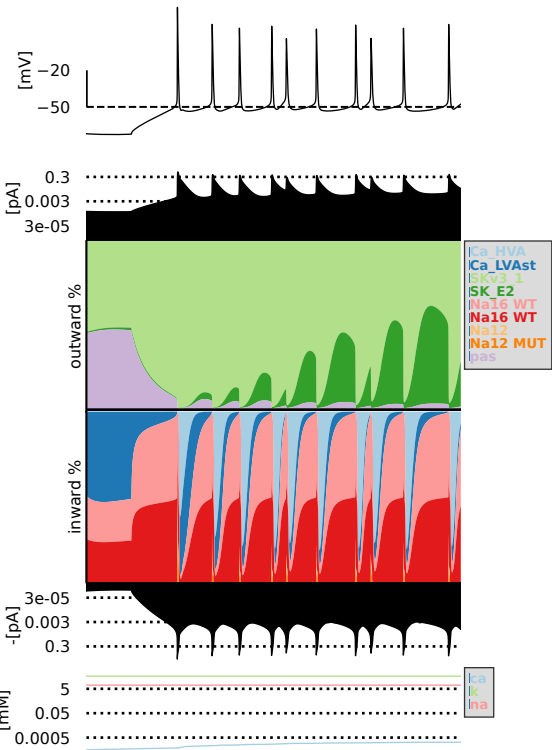 [mV]
−20
−50
[pA]
0.3
0.003
3e-05
outward %
Ca_HVA
Ca_LVAst
SKv3_1
SK_E2
Na16 WT
Na16 WT
Na12
Na12 MUT
pas
inward %
-[pA]
3e-05
0.003
0.3
[mM]
5
0.05
0.0005
ca
k
na